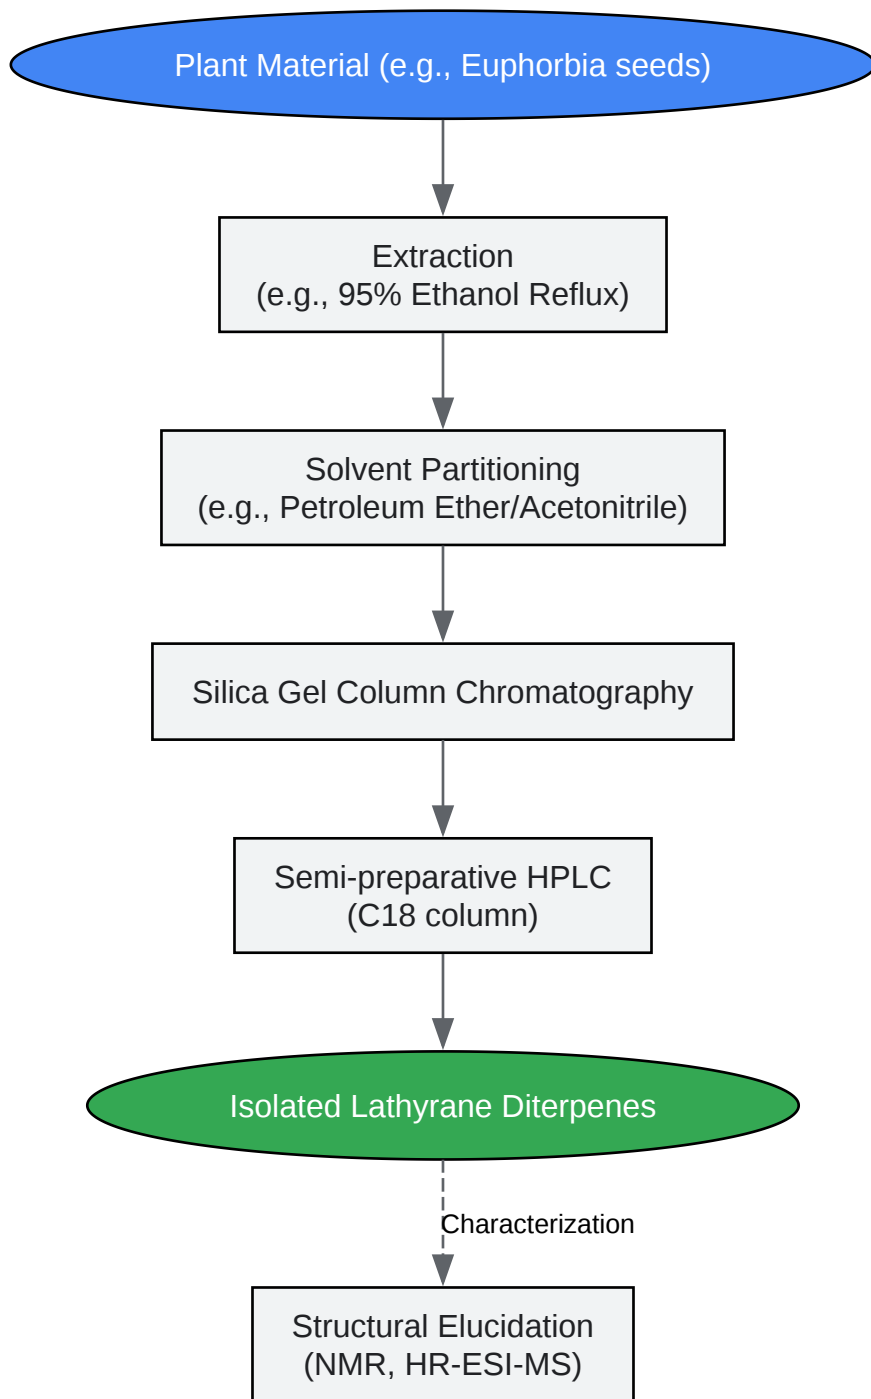 Plant Material (e.g., Euphorbia seeds)
Extraction
(e.g., 95% Ethanol Reflux)
Solvent Partitioning
(e.g., Petroleum Ether/Acetonitrile)
Silica Gel Column Chromatography
Semi-preparative HPLC
(C18 column)
Isolated Lathyrane Diterpenes
Characterization
Structural Elucidation
(NMR, HR-ESI-MS)